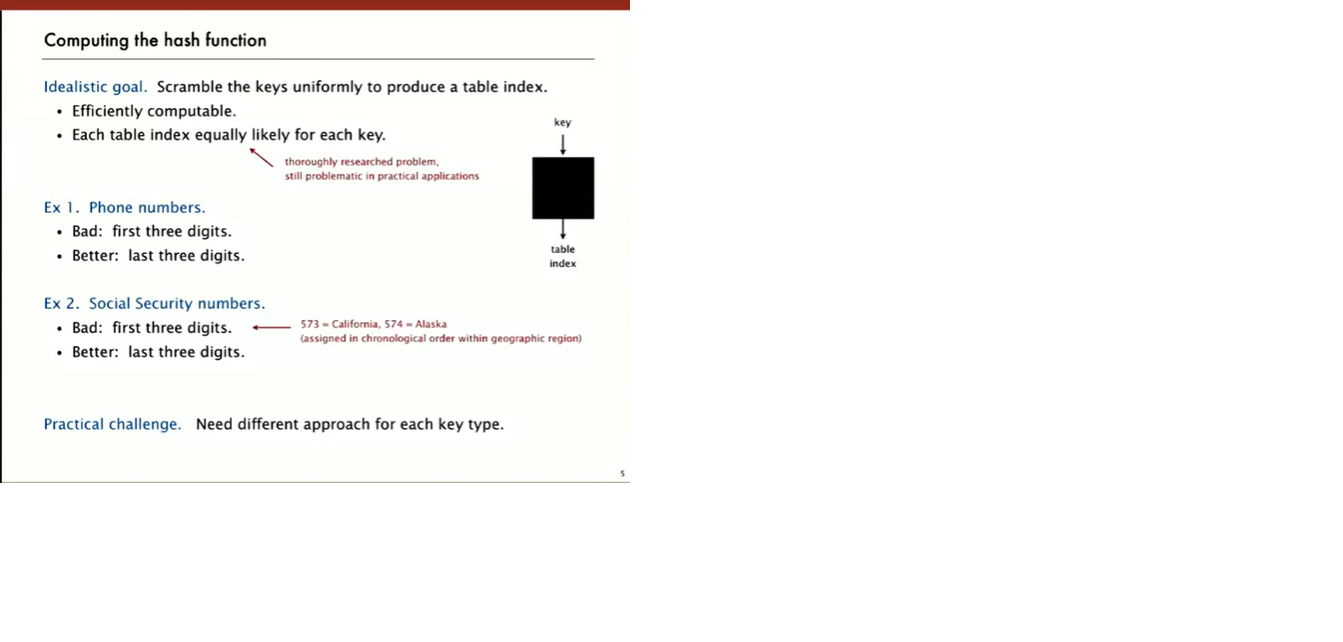 Computing the hash function
Idealistic goal. Scramble the keys uniformly to produce a table index.
• Efficiently computable.
• Each table index equally likely for each key.
thoroughly researched problem,
still problematic in practical applications
key
table
index
Ex 1. Phone numbers.
• Bad: first three digits.
• Better: last three digits.
Ex 2. Social Security numbers.
• Bad: first three digits.
573 = California, 574 = Alaska
(assigned in chronological order within geographic region)
• Better: last three digits.
Practical challenge. Need different approach for each key type.
5